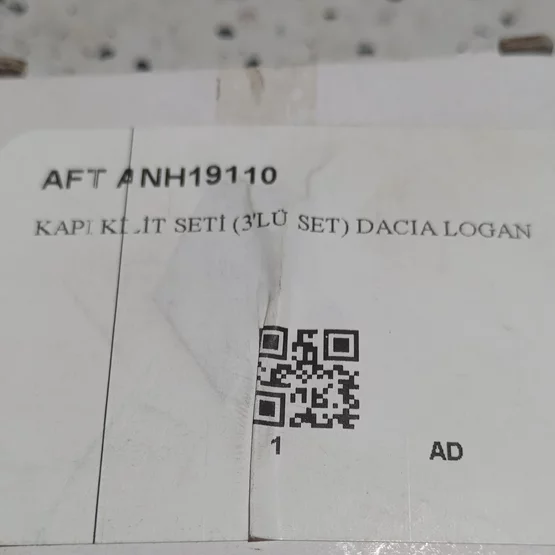 AFT ANH19110
KAPI KİLİT SETİ (3'LÜ SET) DACIA LOGAN
1 AD